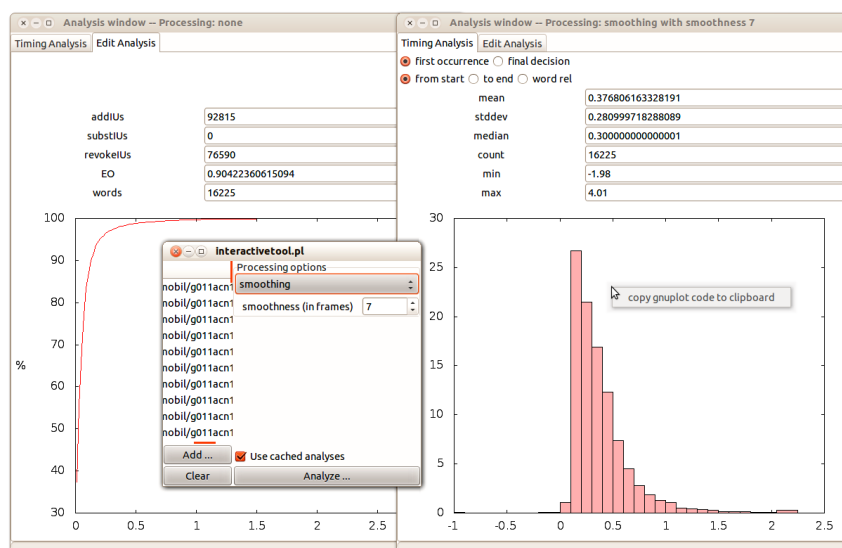 Analysis window -- Processing: none
Timing Analysis Edit Analysis
addIUs 92815
substIUs 0
revokeIUs 76590
EO 0.90422360615094
words 16225
100
90
80
70
60
50
40
30
%
0 0.5 1 1.5 2 2.5
interactivetool.pl
Processing options
smoothing
smoothness (in frames) 7
nobil/g011acn1
nobil/g011acn1
nobil/g011acn1
nobil/g011acn1
nobil/g011acn1
nobil/g011acn1
nobil/g011acn1
nobil/g011acn1
nobil/g011acn1
nobil/g011acn1
Add ... Use cached analyses
Clear Analyze ...
Analysis window -- Processing: smoothing with smoothness 7
Timing Analysis Edit Analysis
first occurrence final decision
from start to end word rel
mean 0.376806163328191
stddev 0.280999718288089
median 0.300000000000001
count 16225
min -1.98
max 4.01
30
25
20
15
10
5
0
-1 -0.5 0 0.5 1 1.5 2 2.5
copy gnuplot code to clipboard